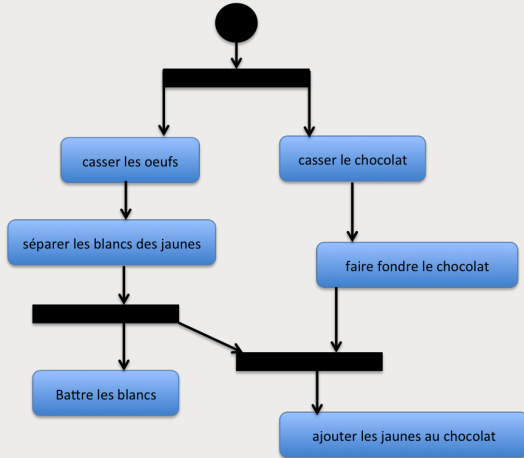 casser les oeufs
casser le chocolat
séparer les blancs des jaunes
faire fondre le chocolat
Battre les blancs
ajouter les jaunes au chocolat